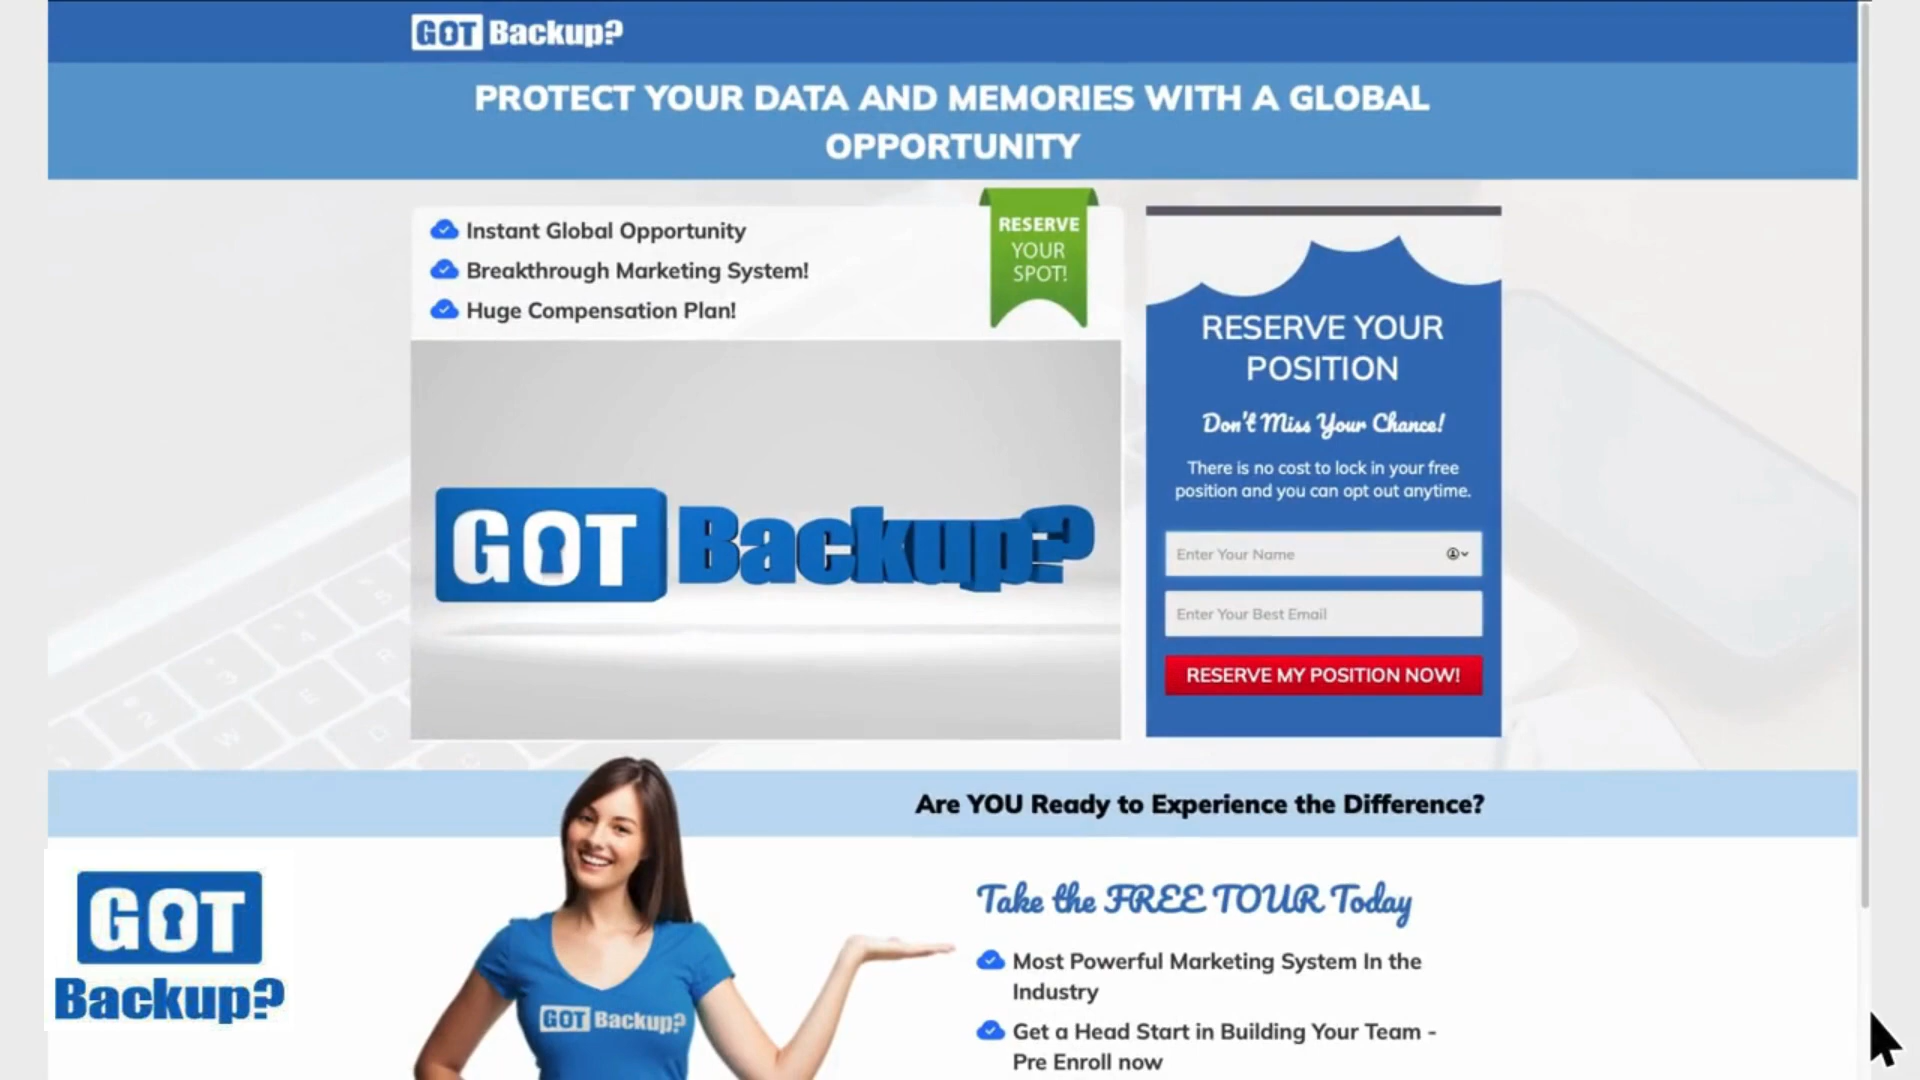 GOT Backup?
PROTECT YOUR DATA AND MEMORIES WITH A GLOBAL
OPPORTUNITY
Instant Global Opportunity
Breakthrough Marketing System!
Huge Compensation Plan!
RESERVE
YOUR
SPOT!
GOT Backup?
RESERVE YOUR
POSITION
Don't Miss Your Chance!
There is no cost to lock in your free
position and you can opt out anytime.
Enter Your Name
Enter Your Best Email
RESERVE MY POSITION NOW!
Are YOU Ready to Experience the Difference?
Take the FREE TOUR Today
Most Powerful Marketing System In the
Industry
Get a Head Start in Building Your Team -
Pre Enroll now
GOT Backup?
GOT
Backup?